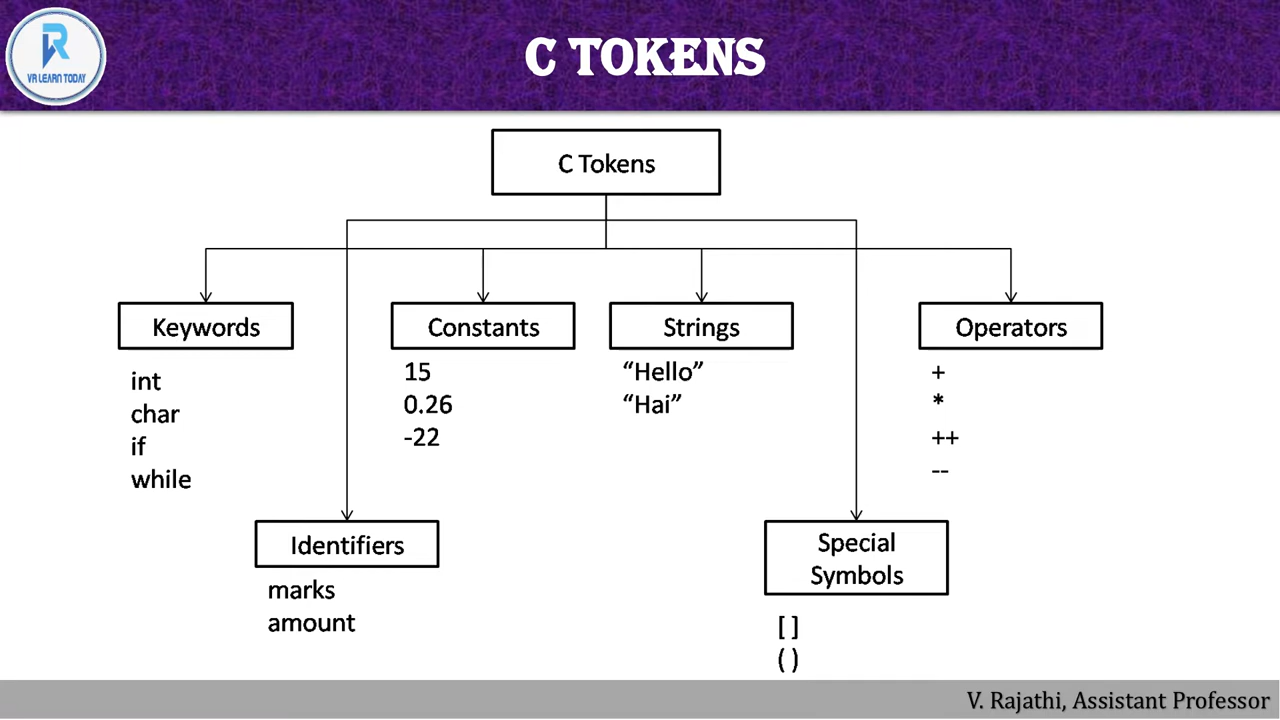 VR LEARN TODAY
C TOKENS
C Tokens
Keywords
int
char
if
while
Identifiers
marks
amount
Constants
15
0.26
-22
Strings
“Hello”
“Hai”
Special
Symbols
[ ]
( )
Operators
+
*
++
--
V. Rajathi, Assistant Professor